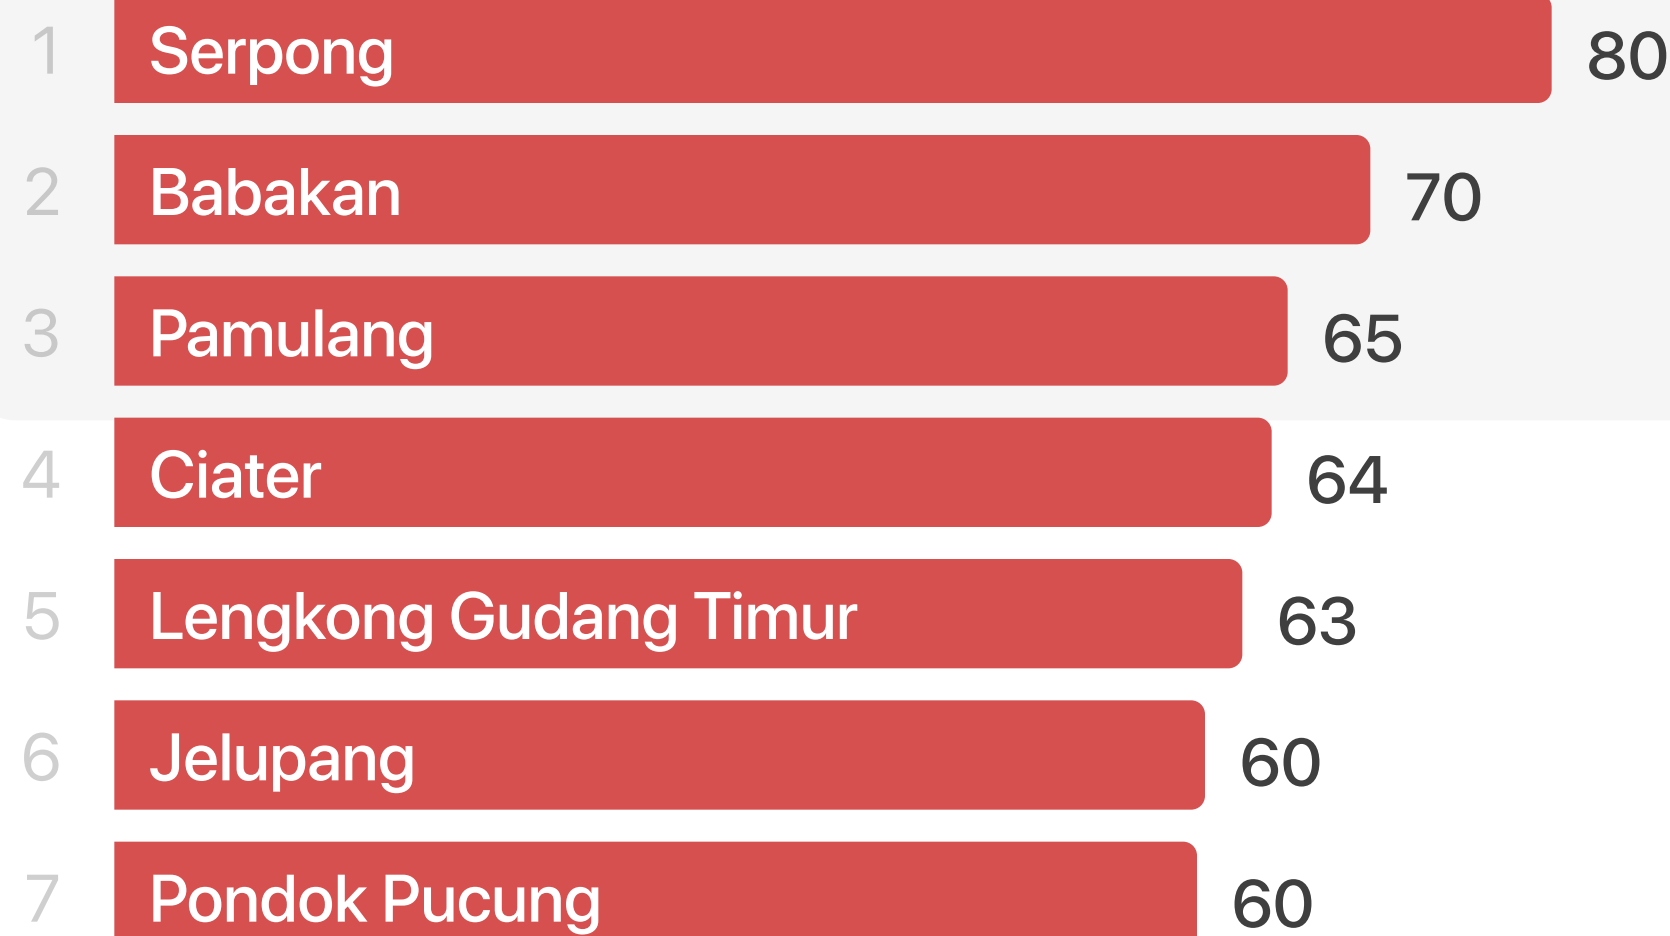 1 Serpong 80
2 Babakan 70
3 Pamulang 65
4 Ciater 64
5 Lengkong Gudang Timur 63
6 Jelupang 60
7 Pondok Pucung 60